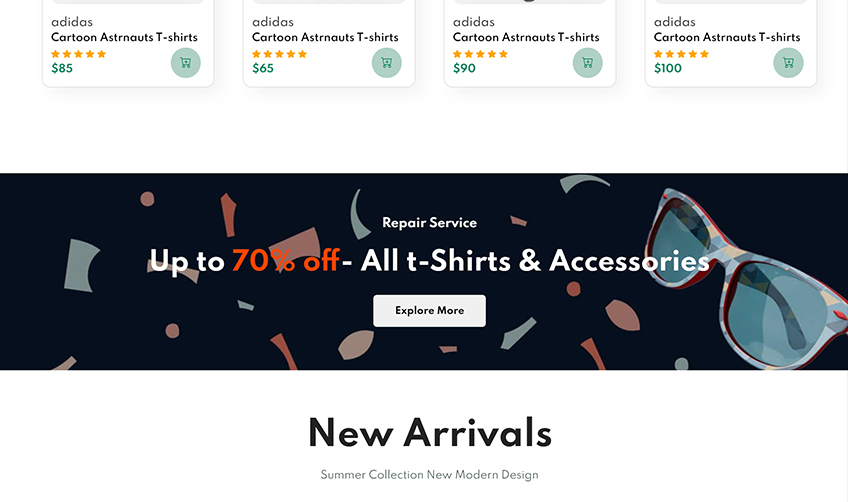 adidas adidas adidas adidas
Cartoon Astrnauts T-shirts Cartoon Astrnauts T-shirts Cartoon Astrnauts T-shirts Cartoon Astrnauts T-shirts
$85 $65 $90 $100
Repair Service
Up to 70% off- All t-Shirts & Accessories
Explore More
New Arrivals
Summer Collection New Modern Design